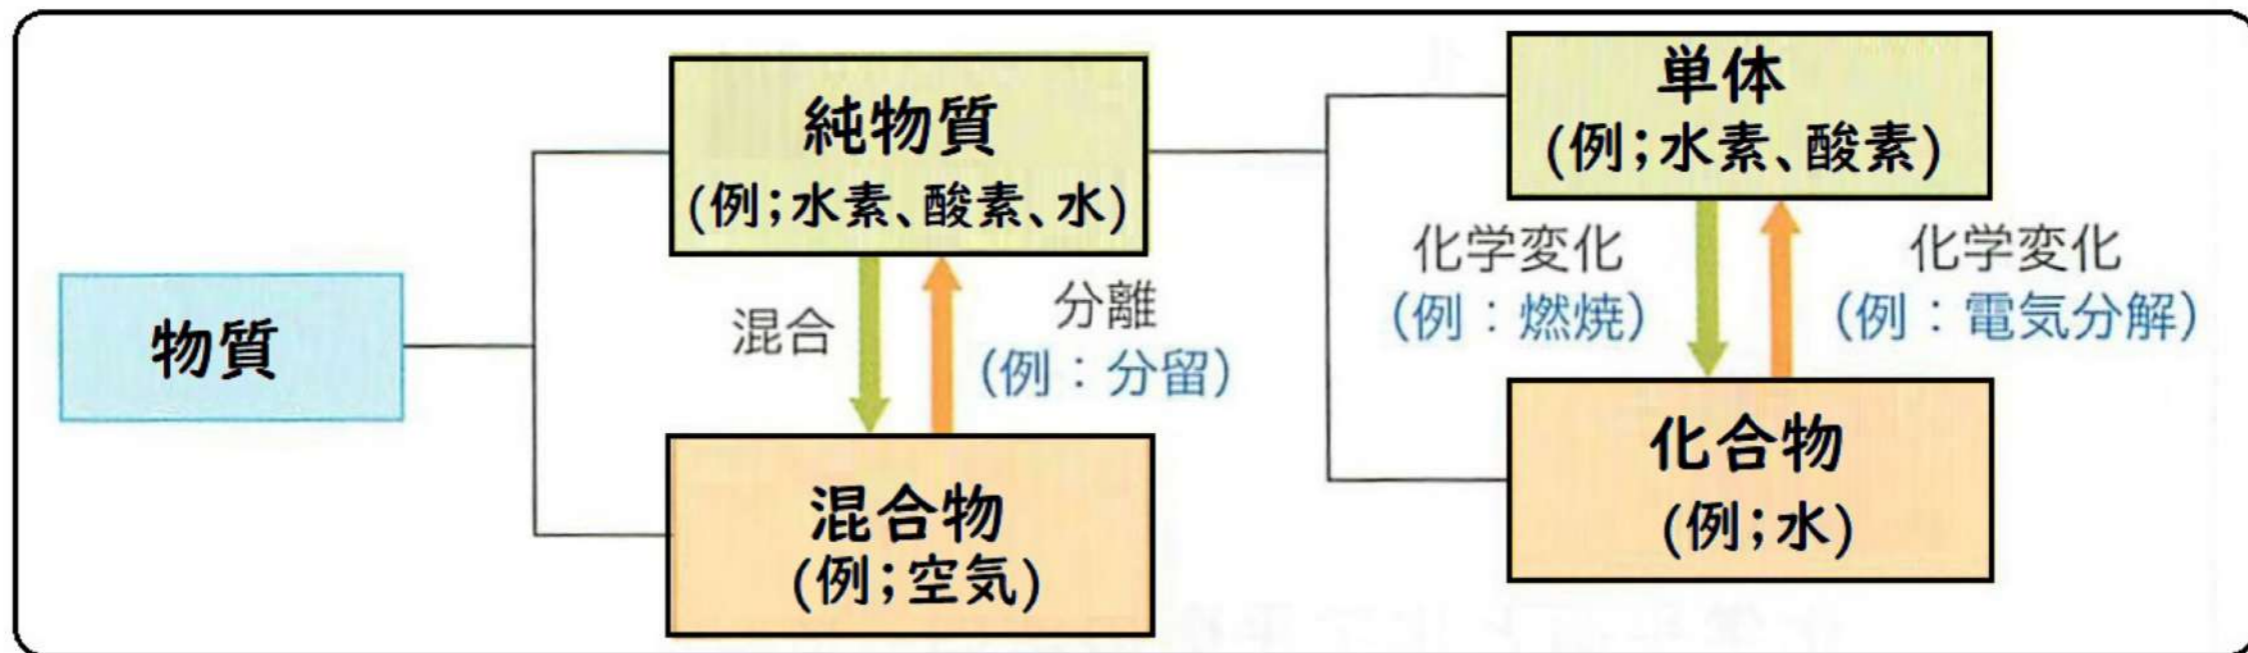 物質
純物質
(例;水素、酸素、水)
混合
分離
(例：分留)
混合物
(例;空気)
単体
(例;水素、酸素)
化学変化
(例：燃焼)
化学変化
(例：電気分解)
化合物
(例;水)